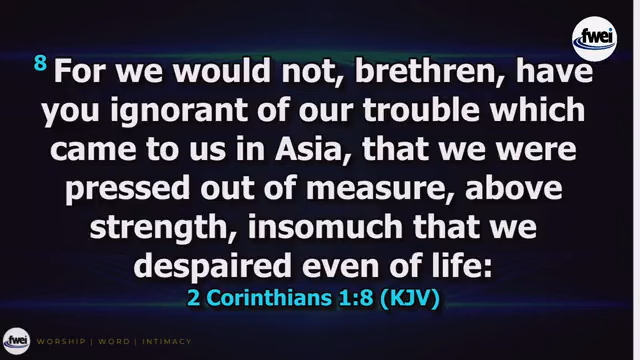 fwei
8 For we would not, brethren, have
you ignorant of our trouble which
came to us in Asia, that we were
pressed out of measure, above
strength, insomuch that we
despaired even of life:
2 Corinthians 1:8 (KJV)
fwei WORSHIP | WORD | INTIMACY